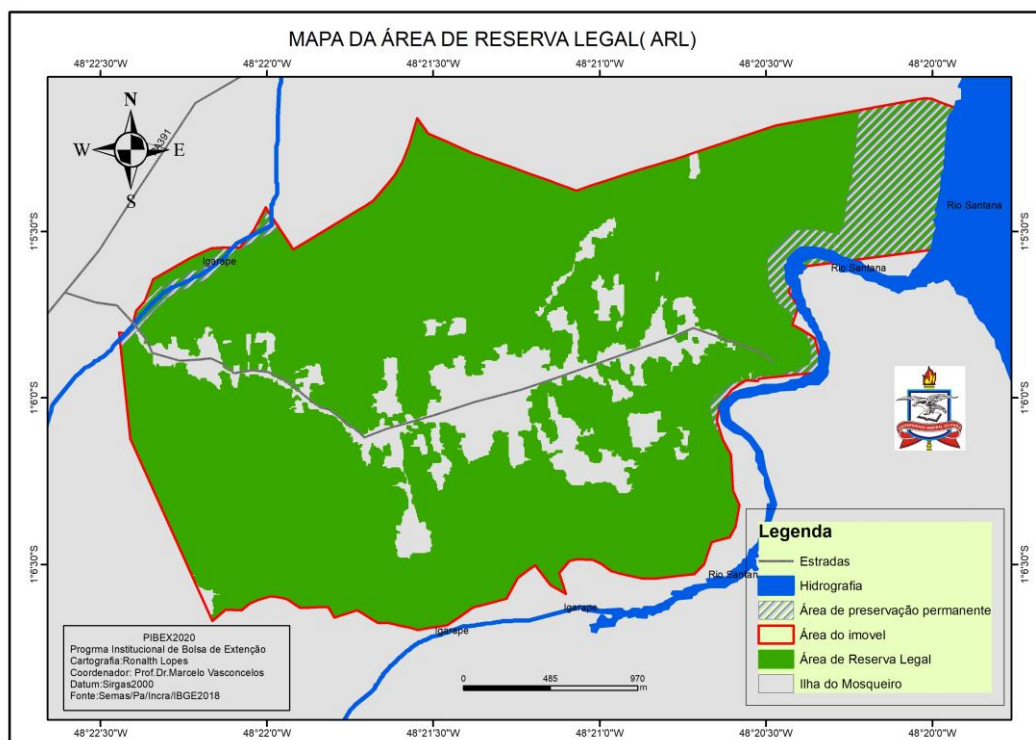 MAPA DA ÁREA DE RESERVA LEGAL( ARL)
48°22'30"W 48°22'0"W 48°21'30"W 48°21'0"W 48°20'30"W 48°20'0"W
N
W E
S
PA391
1°5'30"S 1°5'30"S
Rio Santana
Igarape
Rio Santana
1°6'0"S 1°6'0"S
1°6'30"S 1°6'30"S
Rio Santan
Igarape
Igarape
Legenda
Estradas
Hidrografia
Área de preservação permanente
Área do imovel
Área de Reserva Legal
Ilha do Mosqueiro
PIBEX2020
Progrma Institucional de Bolsa de Extenção
Cartografia:Ronalth Lopes
Coordenador: Prof.Dr.Marcelo Vasconcelos
Datum:Sirgas2000
Fonte:Semas/Pa/Incra/IBGE2018
0 485 970
m
48°22'30"W 48°22'0"W 48°21'30"W 48°21'0"W 48°20'30"W 48°20'0"W